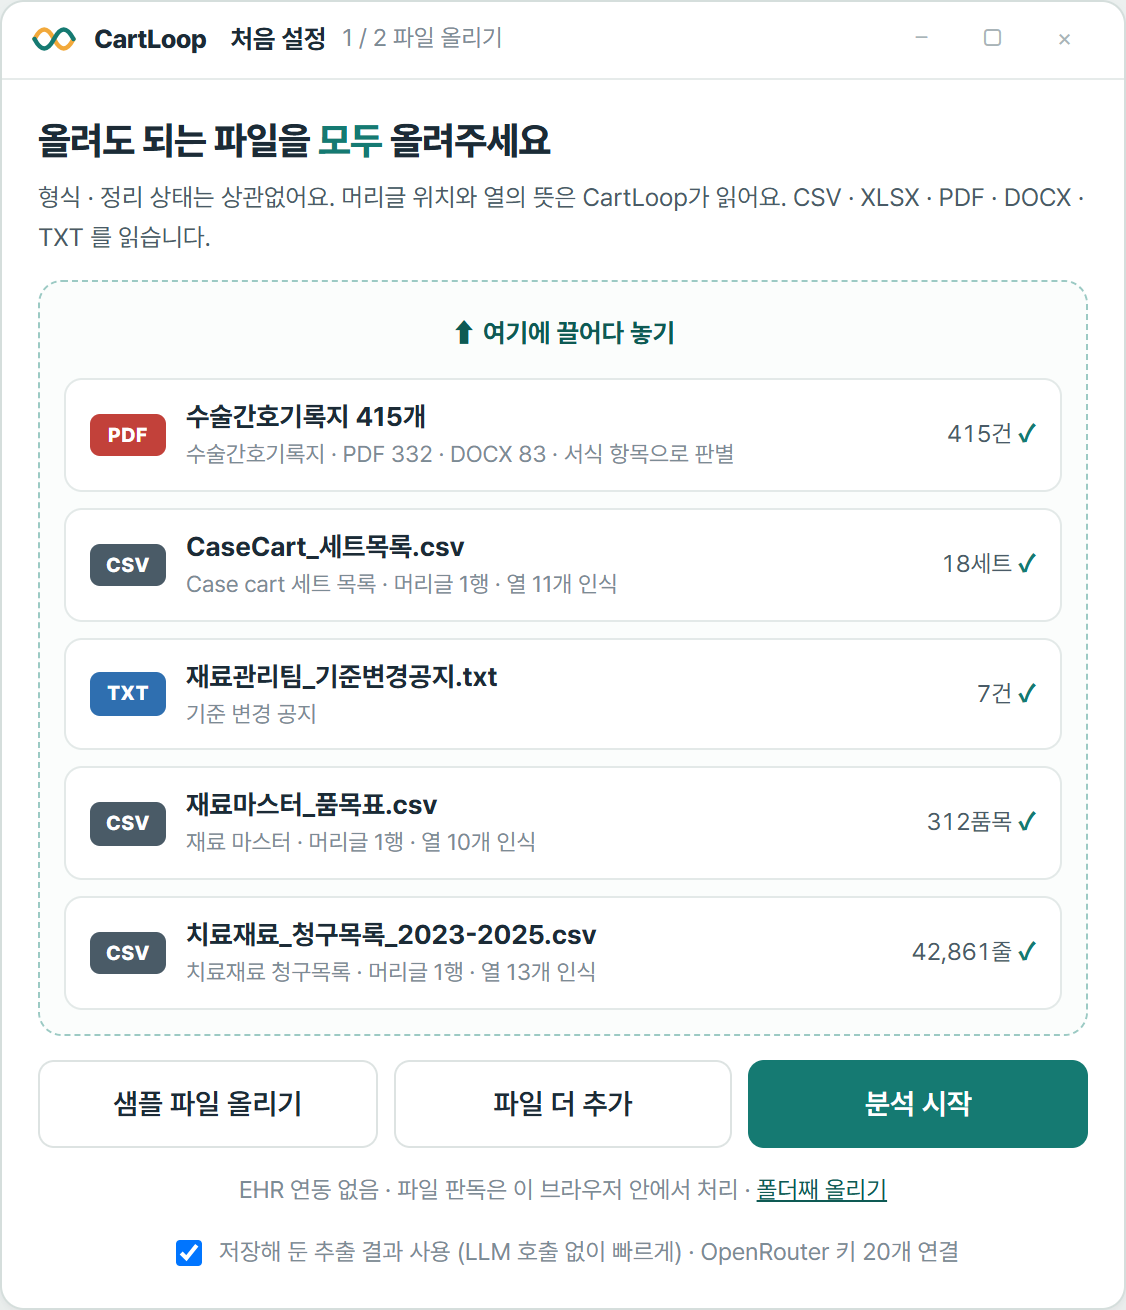 CartLoop 처음 설정 1 / 2 파일 올리기
올려도 되는 파일을 모두 올려주세요
형식 · 정리 상태는 상관없어요. 머리글 위치와 열의 뜻은 CartLoop가 읽어요. CSV · XLSX · PDF · DOCX ·
TXT 를 읽습니다.
여기에 끌어다 놓기
PDF
수술간호기록지 415개
수술간호기록지 · PDF 332 · DOCX 83 · 서식 항목으로 판별
415건 ✓
CSV
CaseCart_세트목록.csv
Case cart 세트 목록 · 머리글 1행 · 열 11개 인식
18세트 ✓
TXT
재료관리팀_기준변경공지.txt
기준 변경 공지
7건 ✓
CSV
재료마스터_품목표.csv
재료 마스터 · 머리글 1행 · 열 10개 인식
312품목 ✓
CSV
치료재료_청구목록_2023-2025.csv
치료재료 청구목록 · 머리글 1행 · 열 13개 인식
42,861줄 ✓
샘플 파일 올리기
파일 더 추가
분석 시작
EHR 연동 없음 · 파일 판독은 이 브라우저 안에서 처리 · 폴더째 올리기
저장해 둔 추출 결과 사용 (LLM 호출 없이 빠르게) · OpenRouter 키 20개 연결